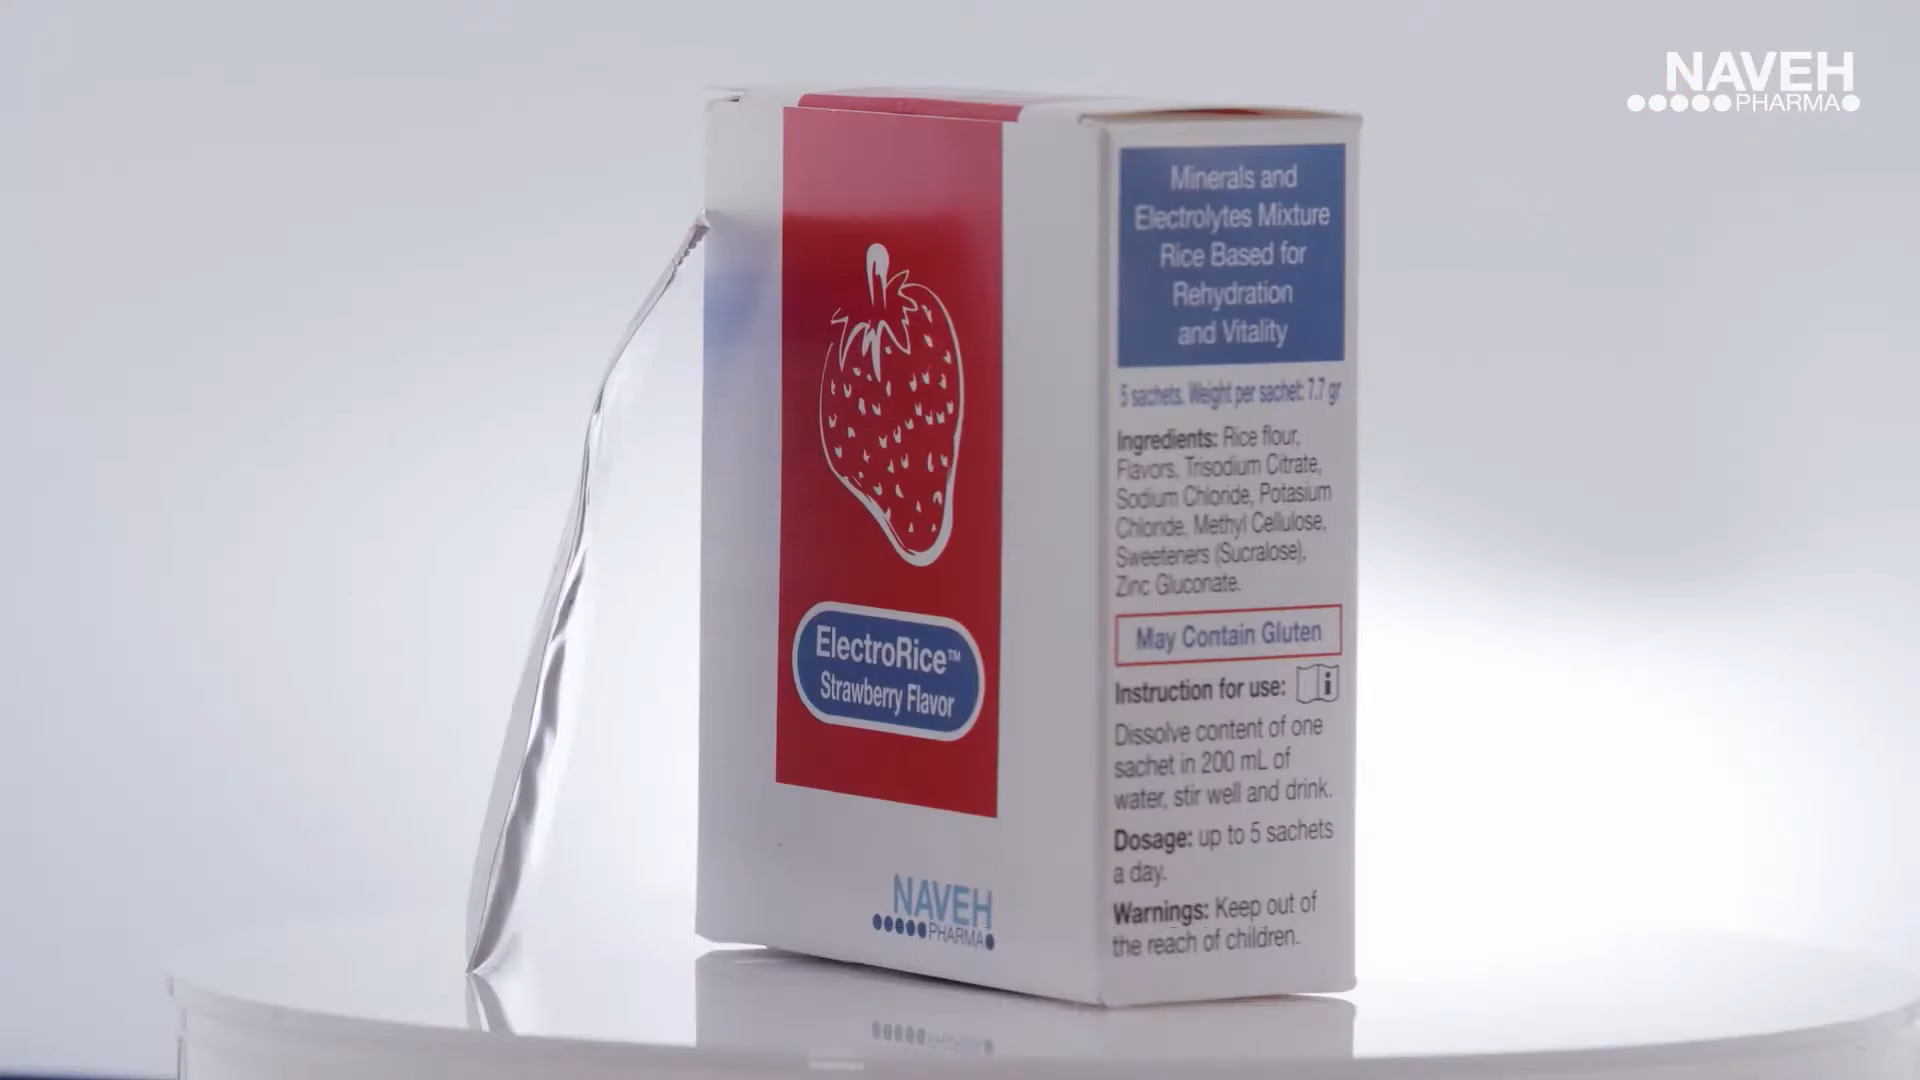 NAVEH
PHARMA
Minerals and
Electrolytes Mixture
Rice Based for
Rehydration
and Vitality
5 sachets. Weight per sachet: 7.7 gr
Ingredients: Rice flour,
Flavors, Trisodium Citrate,
Sodium Chloride, Potasium
Chloride, Methyl Cellulose,
Sweeteners (Sucralose),
Zinc Gluconate.
May Contain Gluten
Instruction for use:
Dissolve content of one
sachet in 200 mL of
water, stir well and drink.
Dosage: up to 5 sachets
a day.
Warnings: Keep out of
the reach of children.
ElectroRice™
Strawberry Flavor
NAVEH
PHARMA